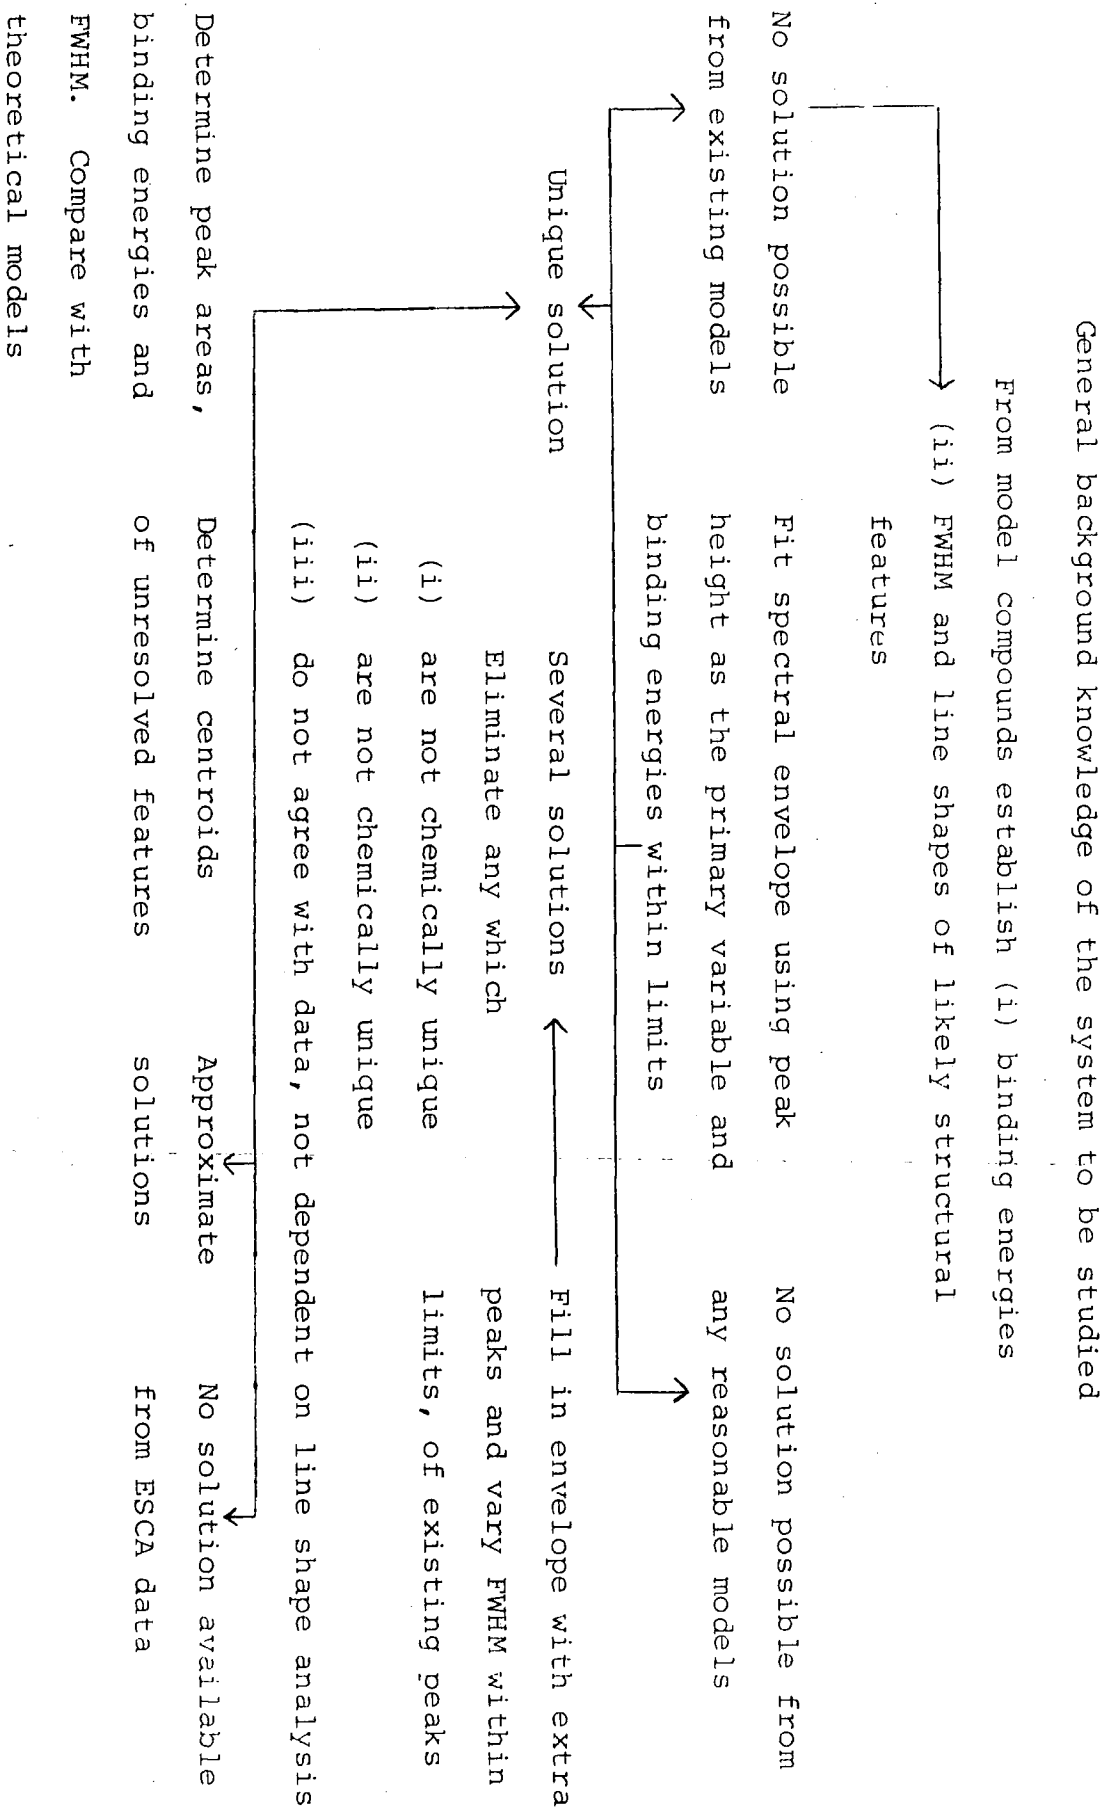 General background knowledge of the system to be studied
From model compounds establish (i) binding energies
(ii) FWHM and line shapes of likely structural
features
No solution possible
from existing models
Fit spectral envelope using peak
height as the primary variable and
binding energies within limits
No solution possible from
any reasonable models
Unique solution
Several solutions
Eliminate any which
(i) are not chemically unique
(ii) are not chemically unique
(iii) do not agree with data, not dependent on line shape analysis
Fill in envelope with extra
peaks and vary FWHM within
limits, of existing peaks
Determine peak areas,
binding energies and
FWHM. Compare with
theoretical models
Determine centroids
of unresolved features
Approximate
solutions
No solution available
from ESCA data